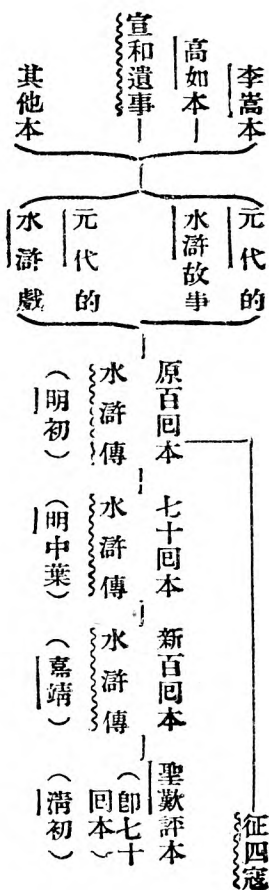 李嵩本
高如本
宣和遺事
其他本
元代的
水滸故事
元代的
水滸戲
原百回本
水滸傳
(明初)
七十回本
水滸傳
(明中葉)
新百回本
水滸傳
(嘉靖)
聖歎評本
(即七十
回本)
(清初)
征四寇